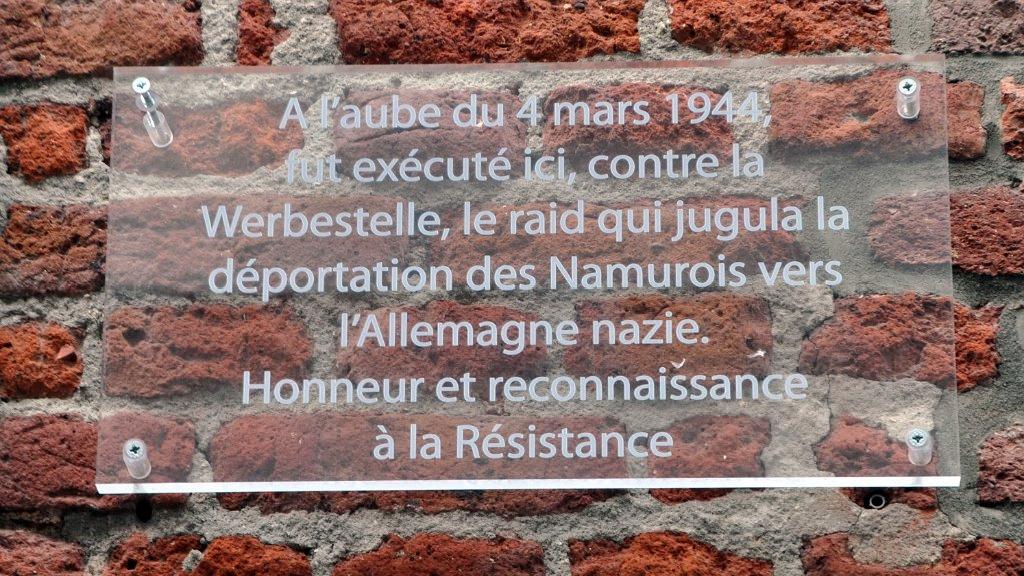 A l'aube du 4 mars 1944,
fut exécuté ici, contre la
Werbestelle, le raid qui jugula la
déportation des Namurois vers
l'Allemagne nazie.
Honneur et reconnaissance
à la Résistance